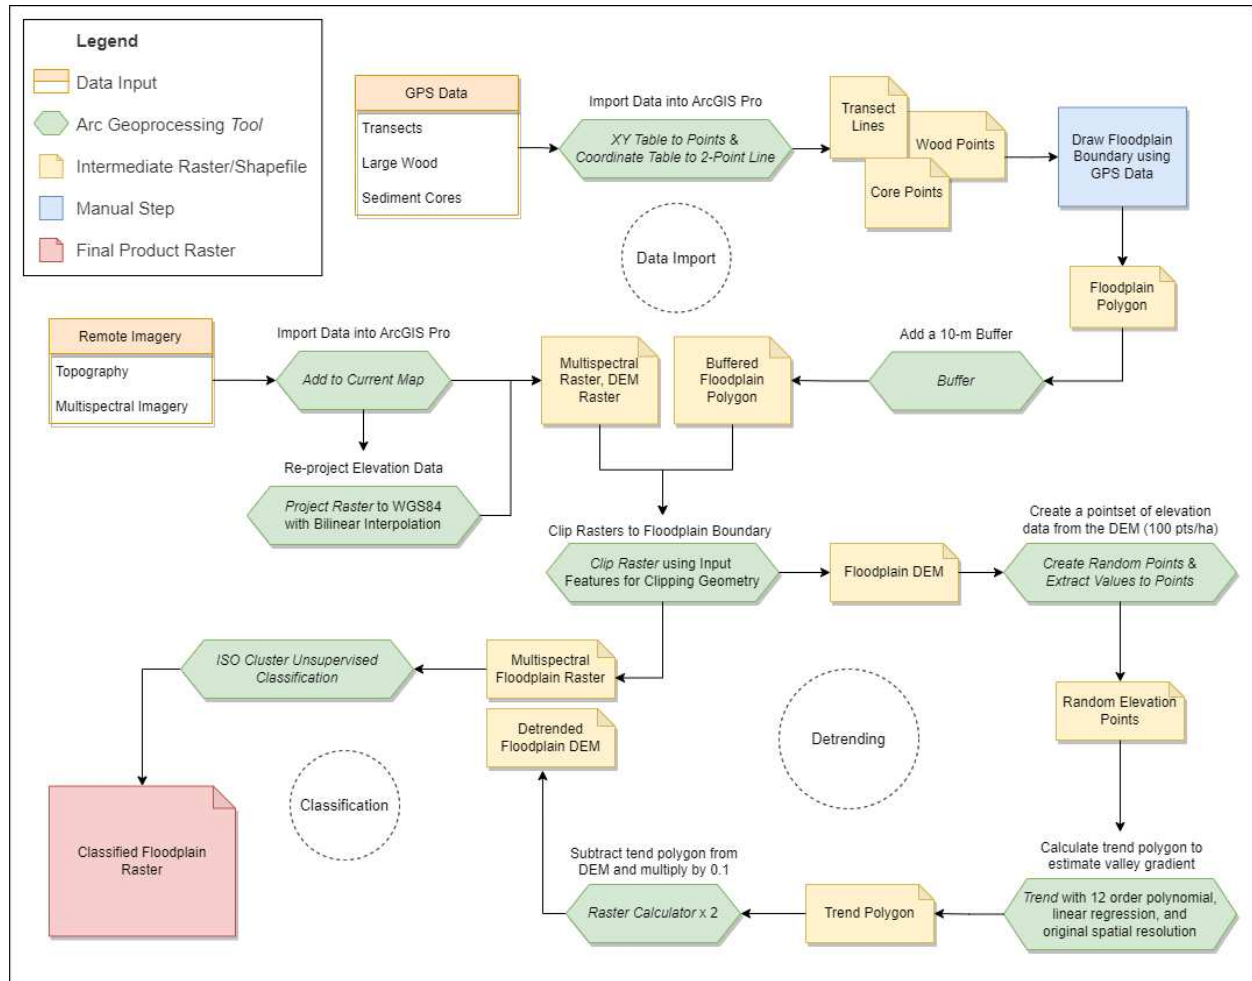 Legend
Data Input
Arc Geoprocessing Tool
Intermediate Raster/Shapefile
Manual Step
Final Product Raster
GPS Data
Transects
Large Wood
Sediment Cores
Import Data into ArcGIS Pro
XY Table to Points &
Coordinate Table to 2-Point Line
Transect
Lines
Wood Points
Core Points
Draw Floodplain
Boundary using
GPS Data
Data Import
Floodplain
Polygon
Add a 10-m Buffer
Buffer
Buffered
Floodplain
Polygon
Remote Imagery
Topography
Multispectral Imagery
Import Data into ArcGIS Pro
Add to Current Map
Multispectral
Raster, DEM
Raster
Re-project Elevation Data
Project Raster to WGS84
with Bilinear Interpolation
Clip Rasters to Floodplain Boundary
Clip Raster using Input
Features for Clipping Geometry
Floodplain DEM
Create a pointset of elevation
data from the DEM (100 pts/ha)
Create Random Points &
Extract Values to Points
Random Elevation
Points
Detrending
Calculate trend polygon to
estimate valley gradient
Trend with 12 order polynomial,
linear regression, and
original spatial resolution
Trend Polygon
Subtract tend polygon from
DEM and multiply by 0.1
Raster Calculator x 2
Detrended
Floodplain DEM
Multispectral
Floodplain Raster
ISO Cluster Unsupervised
Classification
Classification
Classified Floodplain
Raster